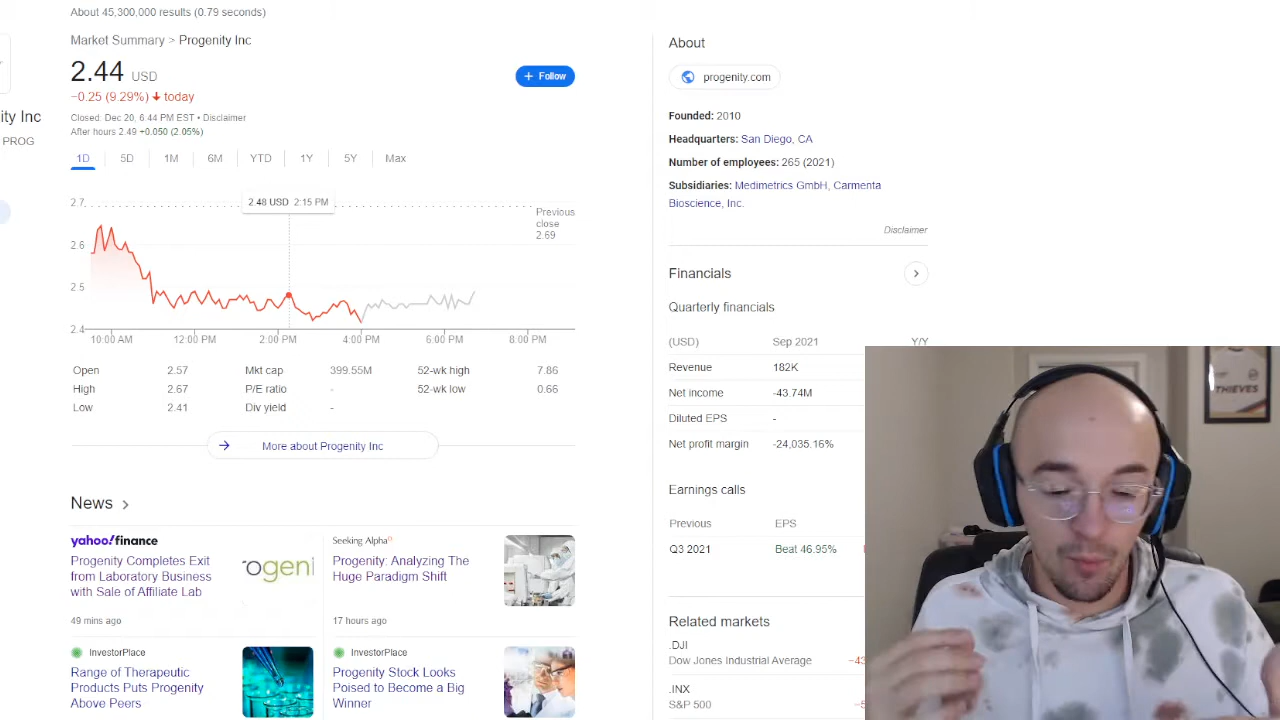 About 45,300,000 results (0.79 seconds)
Market Summary > Progenity Inc
2.44 USD
+ Follow
−0.25 (9.29%) today
Closed: Dec 20, 6:44 PM EST • Disclaimer
After hours 2.49 +0.050 (2.05%)
ity Inc
PROG
1D 5D 1M 6M YTD 1Y 5Y Max
2.48 USD 2:15 PM
2.7
2.6
2.5
2.4
Previous
close
2.69
10:00 AM 12:00 PM 2:00 PM 4:00 PM 6:00 PM 8:00 PM
Open 2.57 Mkt cap 399.55M 52-wk high 7.86
High 2.67 P/E ratio - 52-wk low 0.66
Low 2.41 Div yield -
More about Progenity Inc
News
yahoo!finance
Progenity Completes Exit
from Laboratory Business
with Sale of Affiliate Lab
49 mins ago
rogeni
Seeking Alpha
Progenity: Analyzing The
Huge Paradigm Shift
17 hours ago
InvestorPlace
Range of Therapeutic
Products Puts Progenity
Above Peers
InvestorPlace
Progenity Stock Looks
Poised to Become a Big
Winner
About
progenity.com
Founded: 2010
Headquarters: San Diego, CA
Number of employees: 265 (2021)
Subsidiaries: Medimetrics GmbH, Carmenta
Bioscience, Inc.
Disclaimer
Financials
Quarterly financials
(USD) Sep 2021 Y/Y
Revenue 182K
Net income -43.74M
Diluted EPS -
Net profit margin -24,035.16%
Earnings calls
Previous EPS
Q3 2021 Beat 46.95%
Related markets
.DJI
Dow Jones Industrial Average
.INX
S&P 500
THIEVES